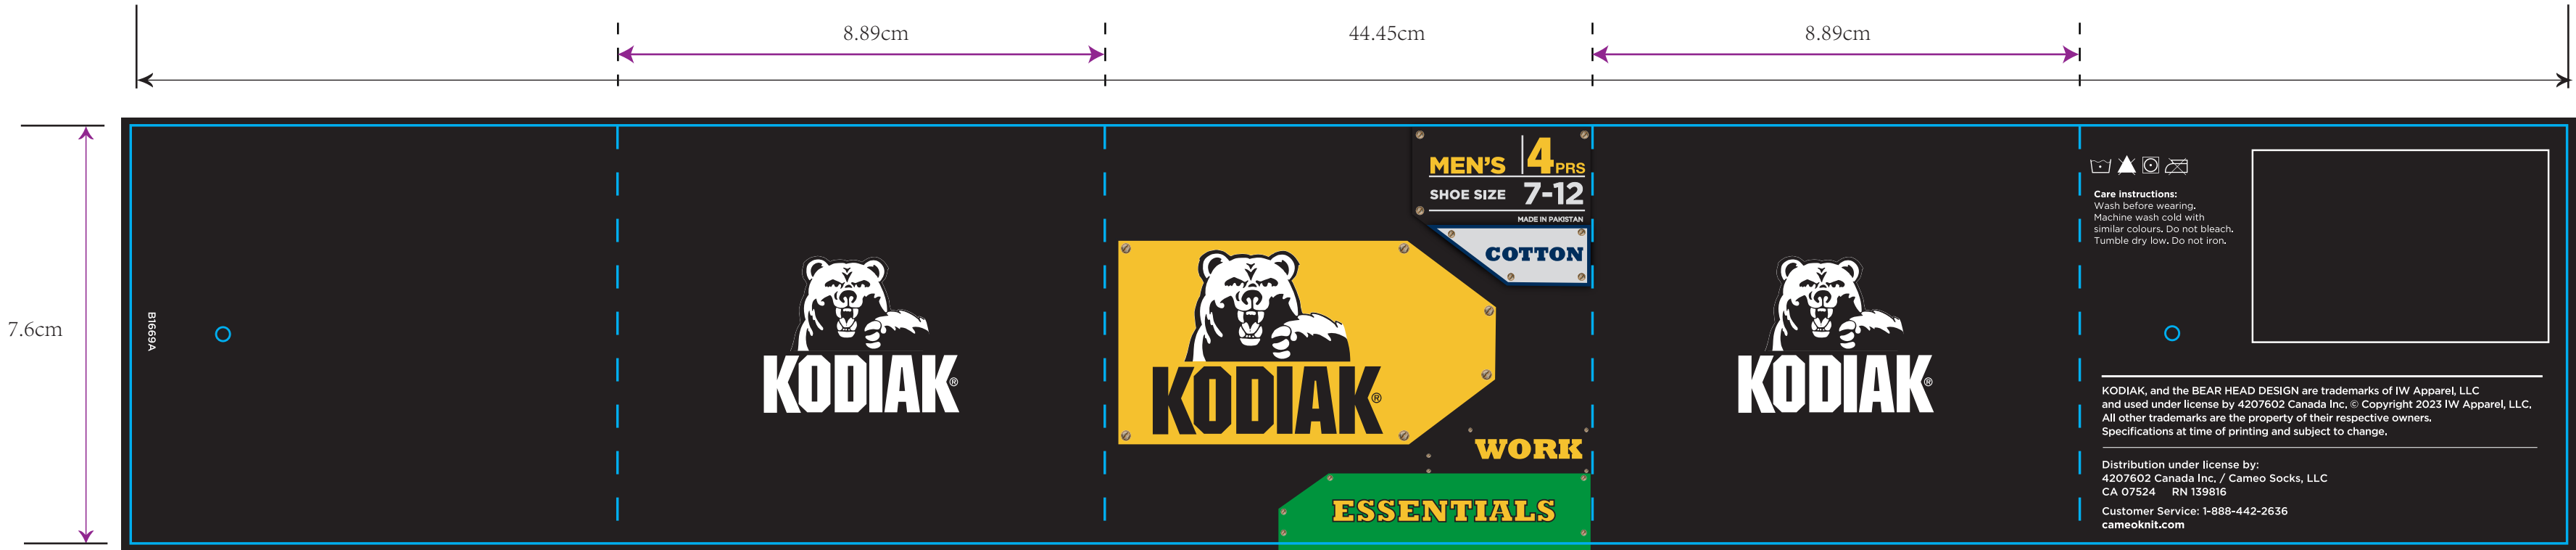 8.89cm
44.45cm
8.89cm
7.6cm
B1669A
KODIAK®
MEN'S 4 PRS
SHOE SIZE 7-12
MADE IN PAKISTAN
COTTON
KODIAK®
WORK
ESSENTIALS
KODIAK®
Care instructions:
Wash before wearing.
Machine wash cold with
similar colours. Do not bleach.
Tumble dry low. Do not iron.
KODIAK, and the BEAR HEAD DESIGN are trademarks of IW Apparel, LLC
and used under license by 4207602 Canada Inc. © Copyright 2023 IW Apparel, LLC.
All other trademarks are the property of their respective owners.
Specifications at time of printing and subject to change.
Distribution under license by:
4207602 Canada Inc. / Cameo Socks, LLC
CA 07524 RN 139816
Customer Service: 1-888-442-2636
cameoknit.com